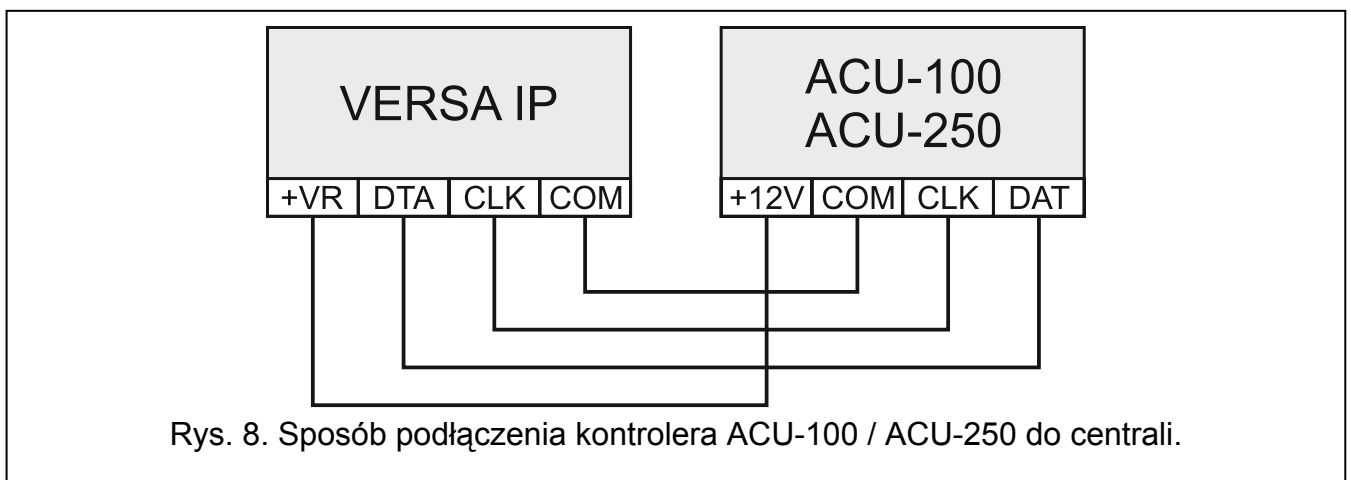 VERSA IP
+VR DTA CLK COM
ACU-100
ACU-250
+12V COM CLK DAT
Rys. 8. Sposób podłączenia kontrolera ACU-100 / ACU-250 do centrali.